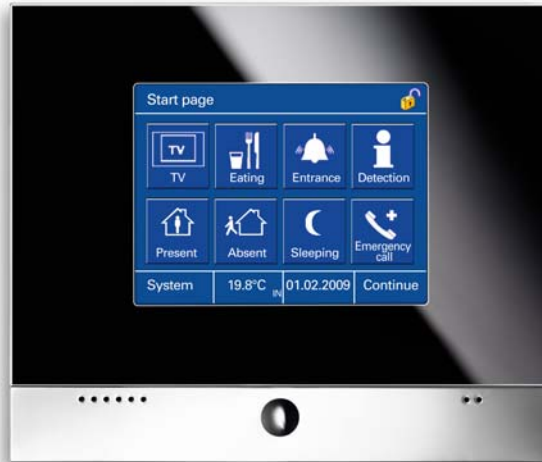 Start page
TV
TV
Eating
Entrance
Detection
Present
Absent
Sleeping
Emergency
call
System
19.8°C IN
01.02.2009
Continue